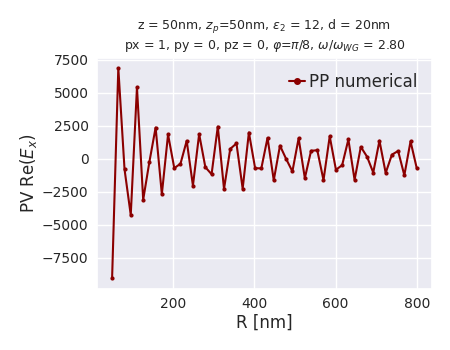 z = 50nm, z_p=50nm, ε_2 = 12, d = 20nm
px = 1, py = 0, pz = 0, φ=π/8, ω/ω_WG = 2.80
PV Re(E_x)
7500
5000
2500
0
−2500
−5000
−7500
PP numerical
200 400 600 800
R [nm]